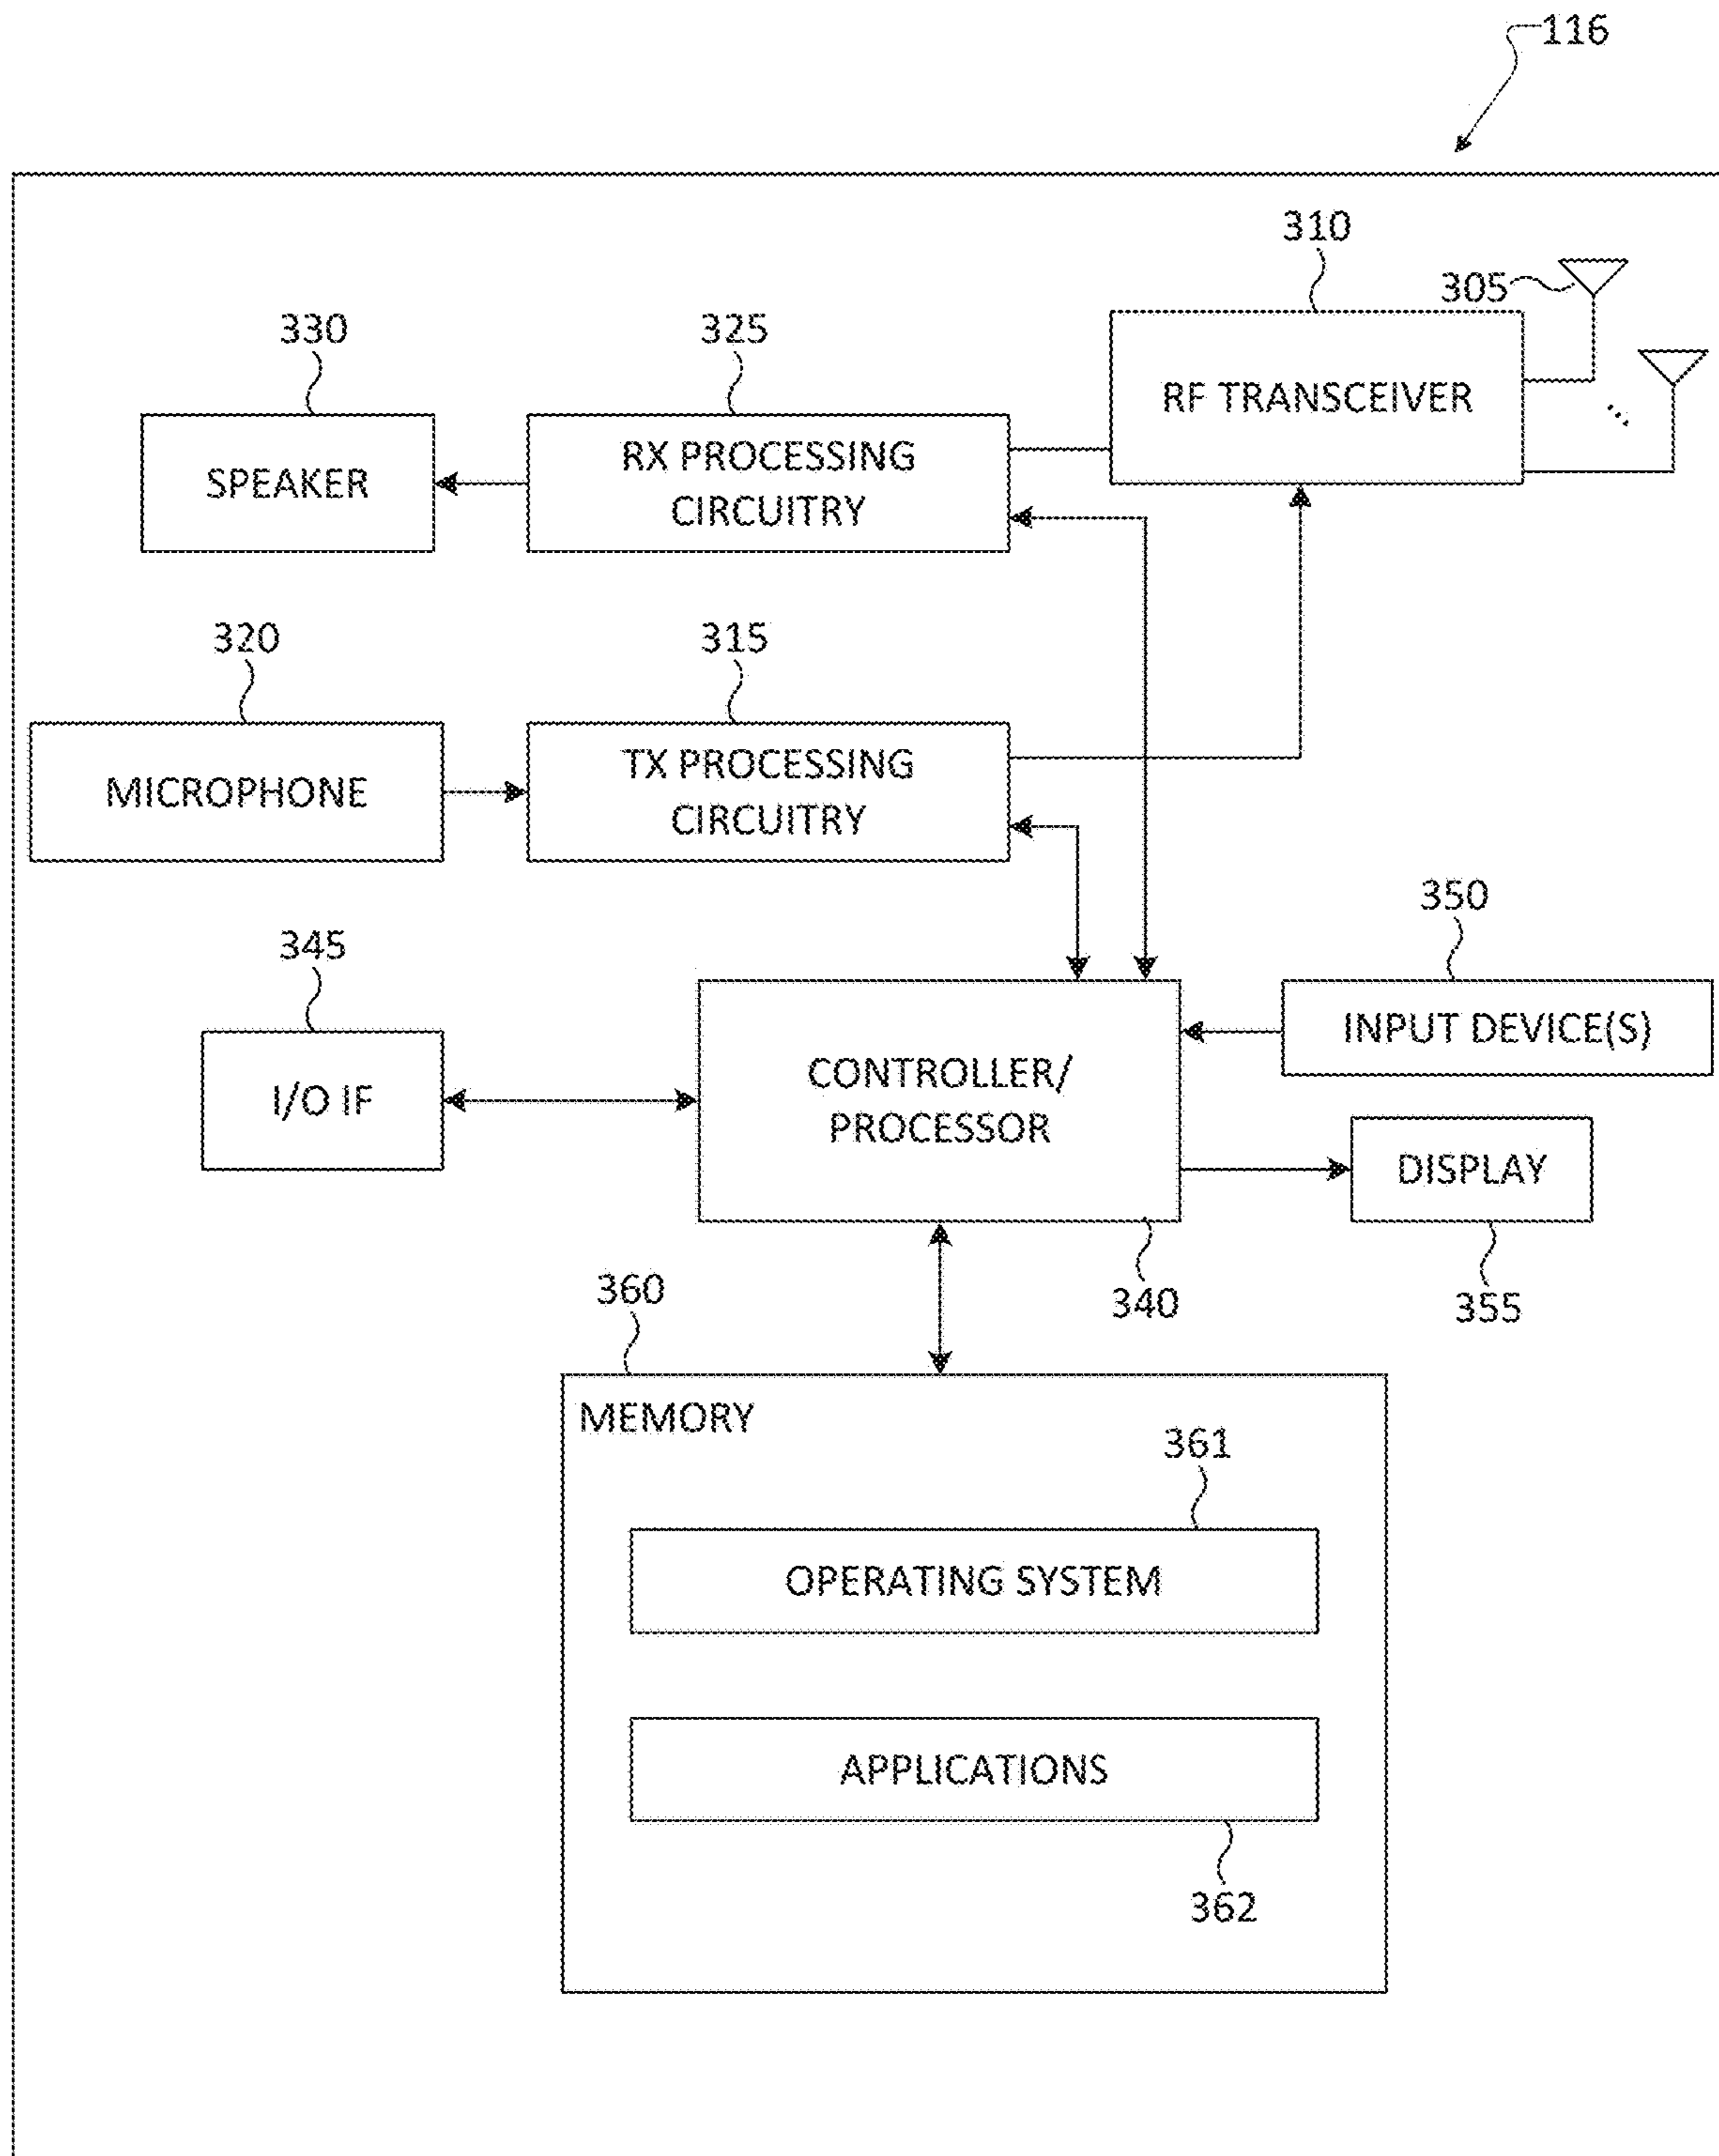 116
310
305
330
325
RF TRANSCEIVER
SPEAKER
RX PROCESSING
CIRCUITRY
320
315
MICROPHONE
TX PROCESSING
CIRCUITRY
350
345
INPUT DEVICE(S)
I/O IF
CONTROLLER/
PROCESSOR
DISPLAY
360
340
355
MEMORY
361
OPERATING SYSTEM
APPLICATIONS
362